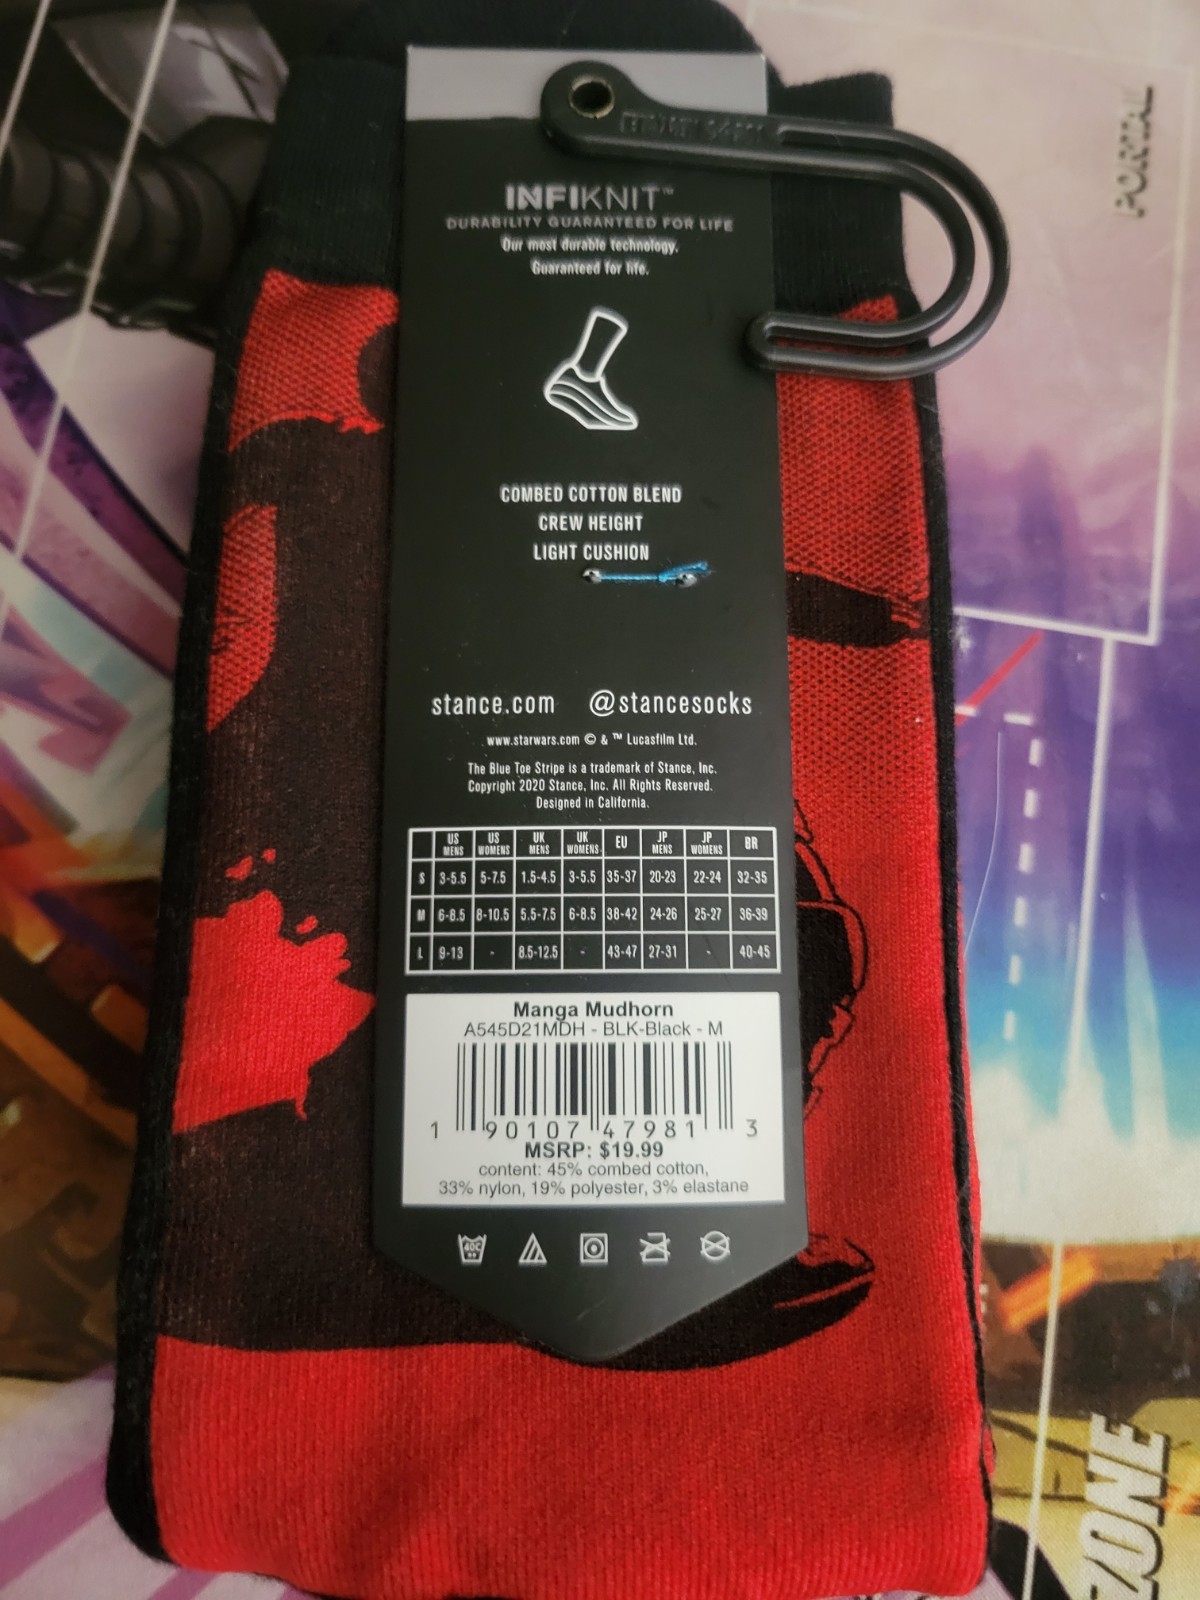 PORTAL
INFIKNIT™
DURABILITY GUARANTEED FOR LIFE
Our most durable technology.
Guaranteed for life.
COMBED COTTON BLEND
CREW HEIGHT
LIGHT CUSHION
stance.com @stancesocks
www.starwars.com © & ™ Lucasfilm Ltd.
The Blue Toe Stripe is a trademark of Stance, Inc.
Copyright 2020 Stance, Inc. All Rights Reserved.
Designed in California.
US MENS US WOMENS UK MENS UK WOMENS EU JP MENS JP WOMENS BR
S 3-5.5 5-7.5 1.5-4.5 3-5.5 35-37 20-23 22-24 32-35
M 6-8.5 8-10.5 5.5-7.5 6-8.5 38-42 24-26 25-27 36-39
L 9-13 - 8.5-12.5 - 43-47 27-31 - 40-45
Manga Mudhorn
A545D21MDH - BLK-Black - M
1 90107 47981 3
MSRP: $19.99
content: 45% combed cotton,
33% nylon, 19% polyester, 3% elastane
40C
ZONE